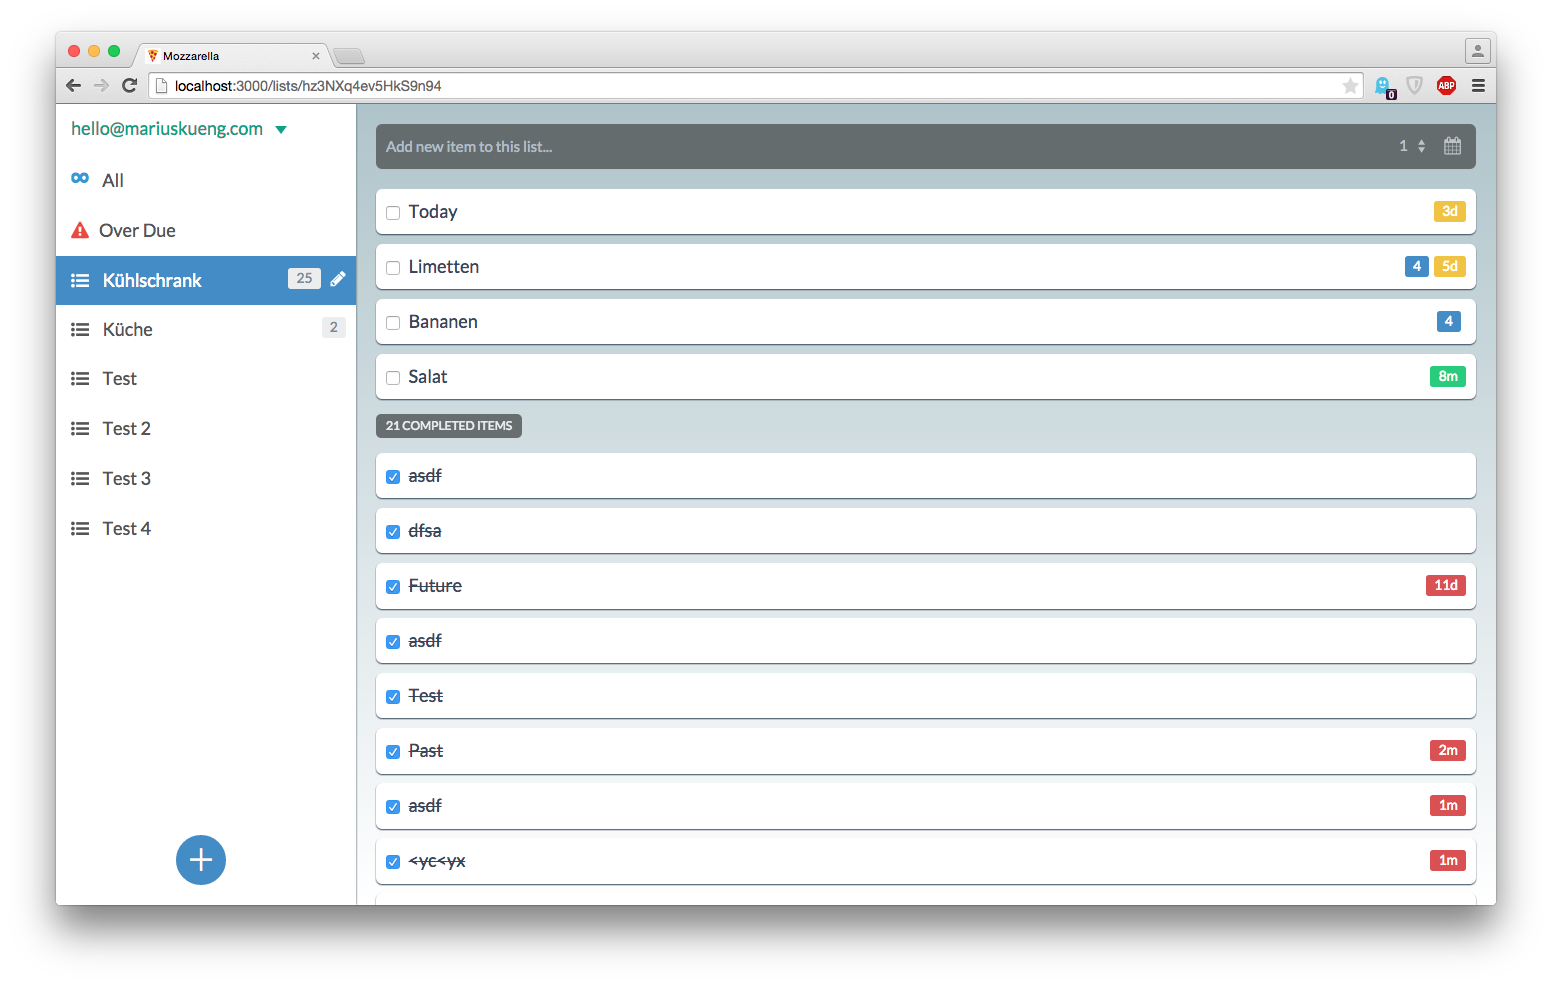 Mozzarella
localhost:3000/lists/hz3NXq4ev5HkS9n94
0
ABP
hello@mariuskueng.com
All
Over Due
Kühlschrank 25
Küche 2
Test
Test 2
Test 3
Test 4
Add new item to this list... 1
Today 3d
Limetten 4 5d
Bananen 4
Salat 8m
21 COMPLETED ITEMS
asdf
dfsa
Future 11d
asdf
Test
Past 2m
asdf 1m
<yc<yx 1m